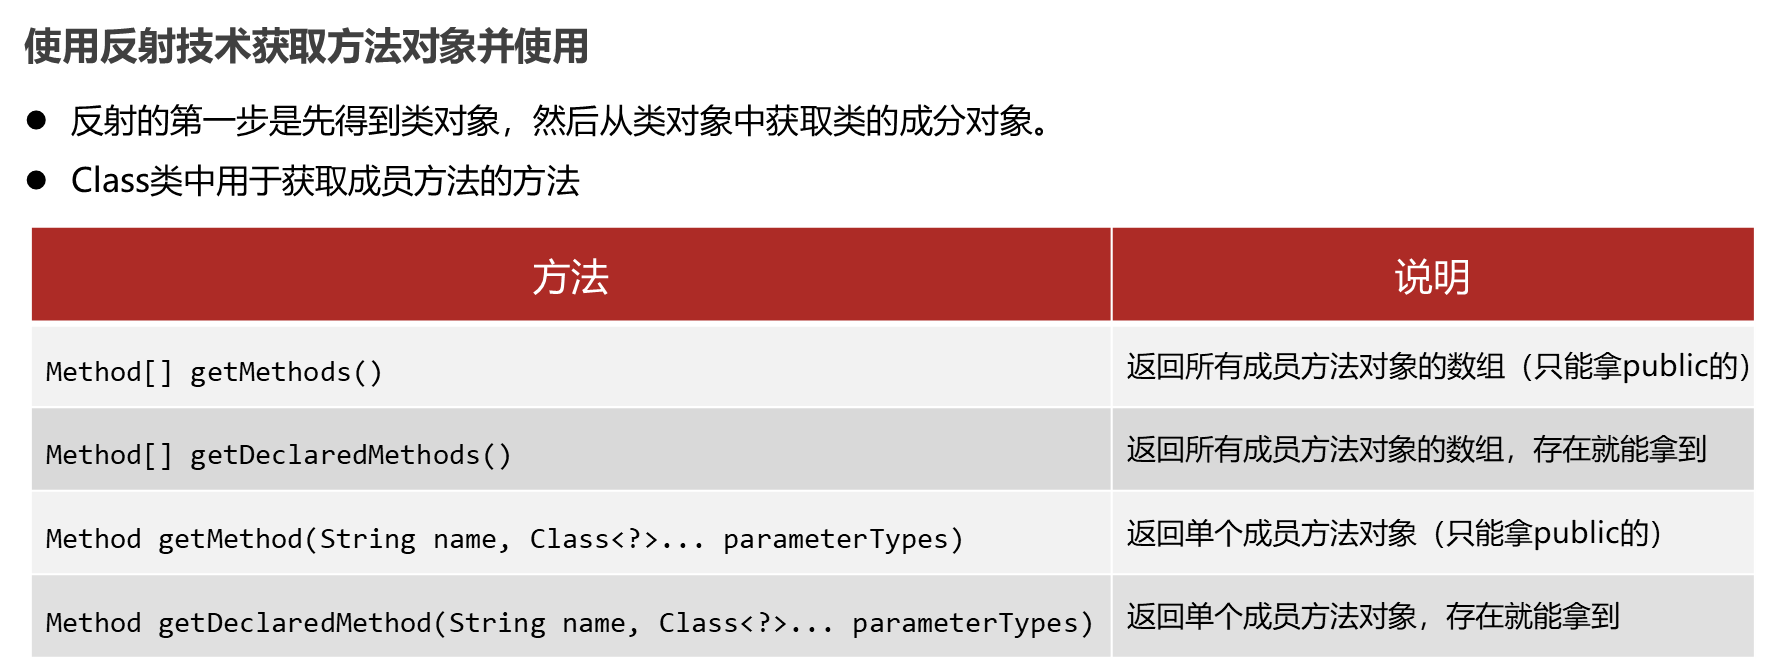 使用反射技术获取方法对象并使用
● 反射的第一步是先得到类对象，然后从类对象中获取类的成分对象。
● Class类中用于获取成员方法的方法
方法 说明
Method[] getMethods() 返回所有成员方法对象的数组（只能拿public的）
Method[] getDeclaredMethods() 返回所有成员方法对象的数组，存在就能拿到
Method getMethod(String name, Class<?>... parameterTypes) 返回单个成员方法对象（只能拿public的）
Method getDeclaredMethod(String name, Class<?>... parameterTypes) 返回单个成员方法对象，存在就能拿到